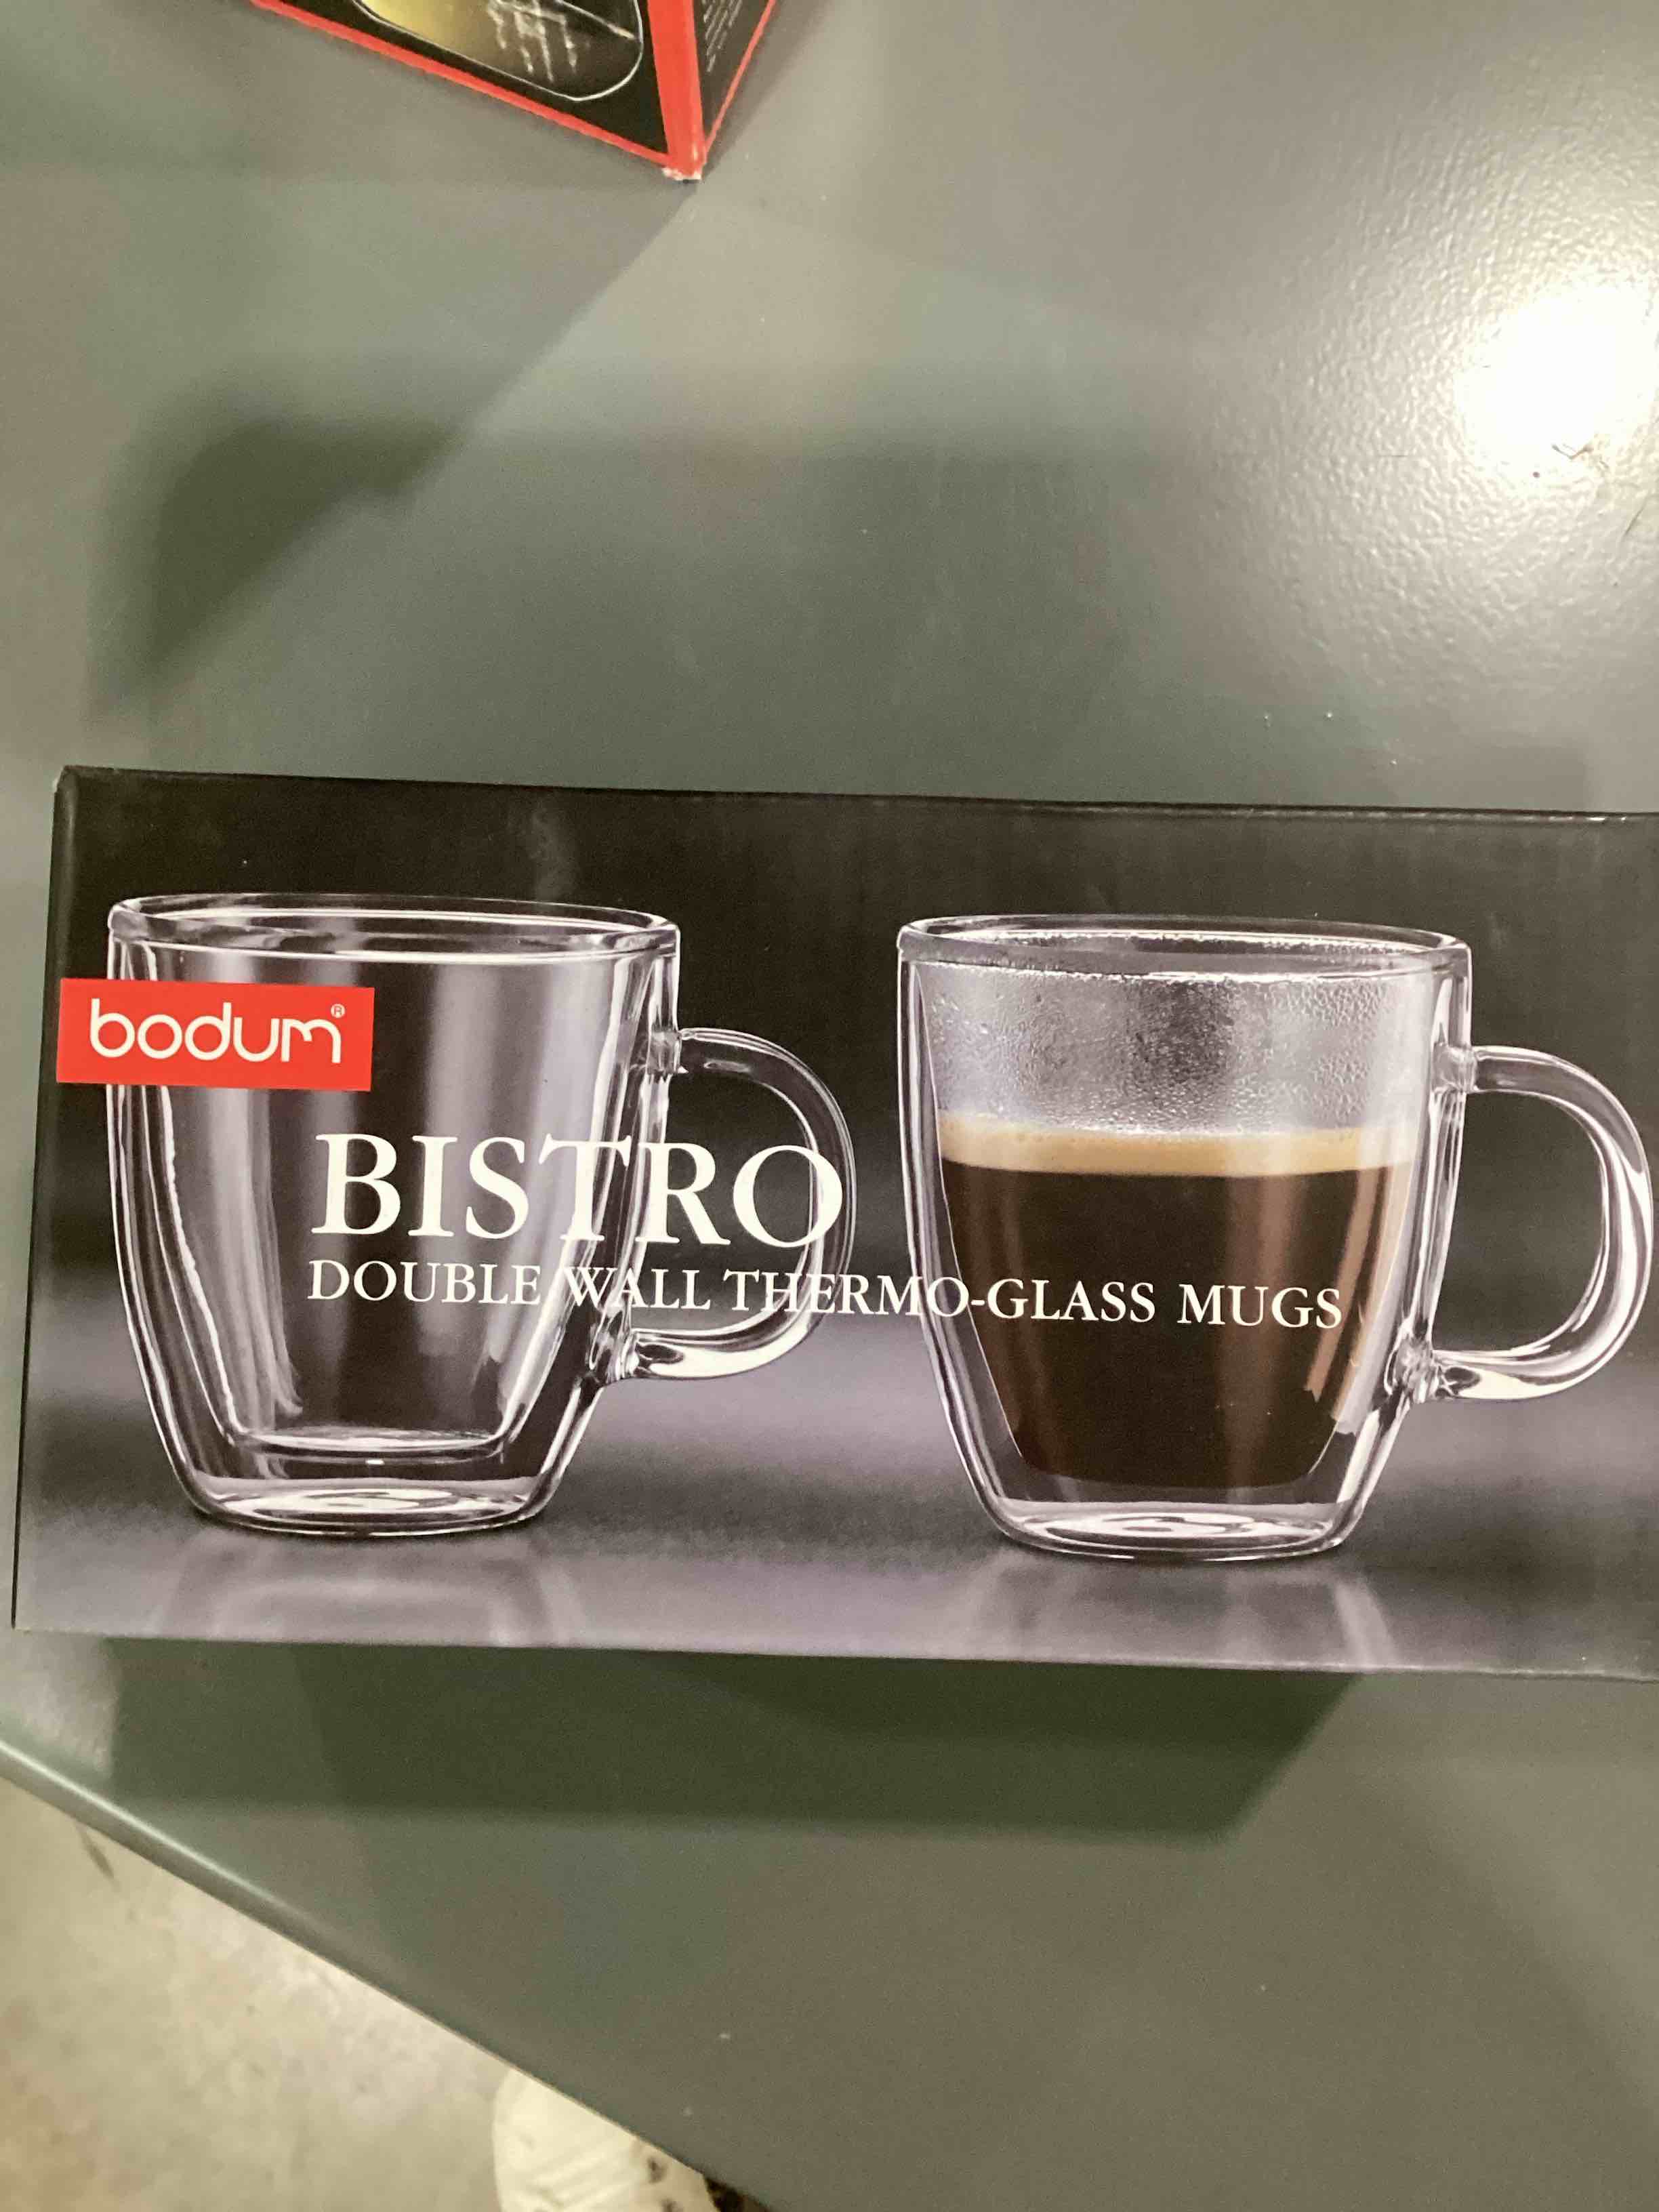 bodum®
BISTRO
DOUBLE WALL THERMO-GLASS MUGS